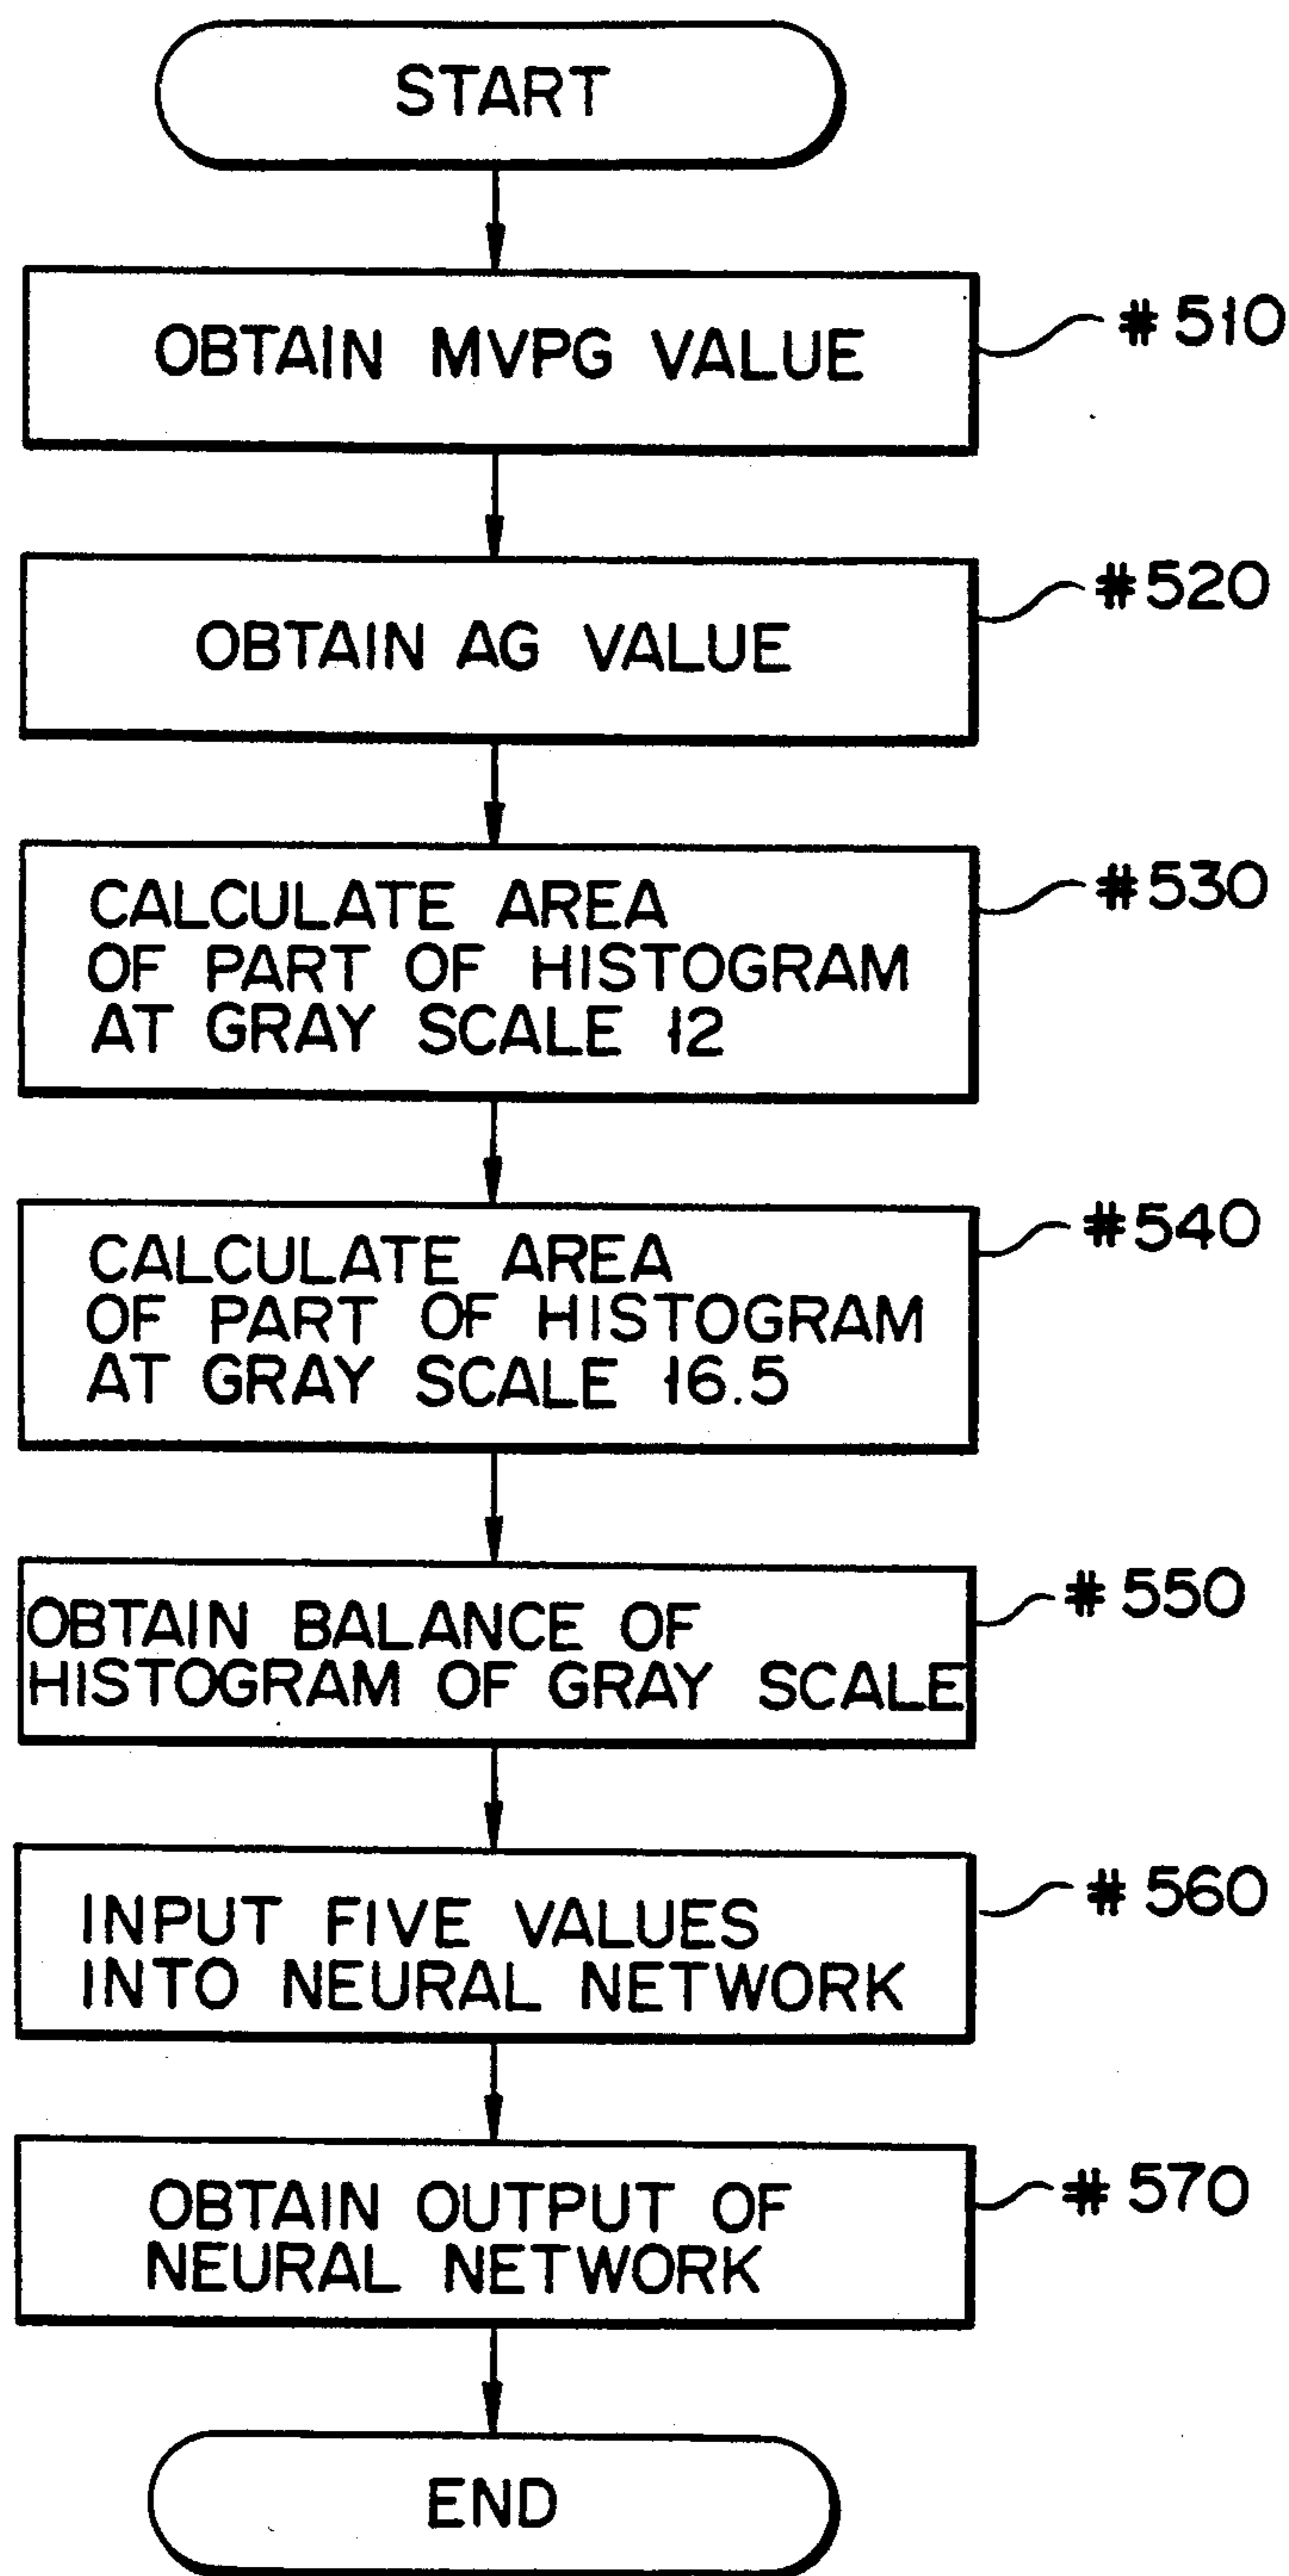 START
OBTAIN MVPG VALUE
#510
OBTAIN AG VALUE
#520
CALCULATE AREA
OF PART OF HISTOGRAM
AT GRAY SCALE 12
#530
CALCULATE AREA
OF PART OF HISTOGRAM
AT GRAY SCALE 16.5
#540
OBTAIN BALANCE OF
HISTOGRAM OF GRAY SCALE
#550
INPUT FIVE VALUES
INTO NEURAL NETWORK
#560
OBTAIN OUTPUT OF
NEURAL NETWORK
#570
END